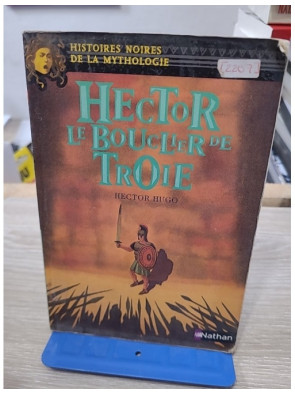 HISTOIRES NOIRES
DE LA MYTHOLOGIE
HECTOR
LE BOUCLIER DE
TROIE
HECTOR HUGO
Nathan